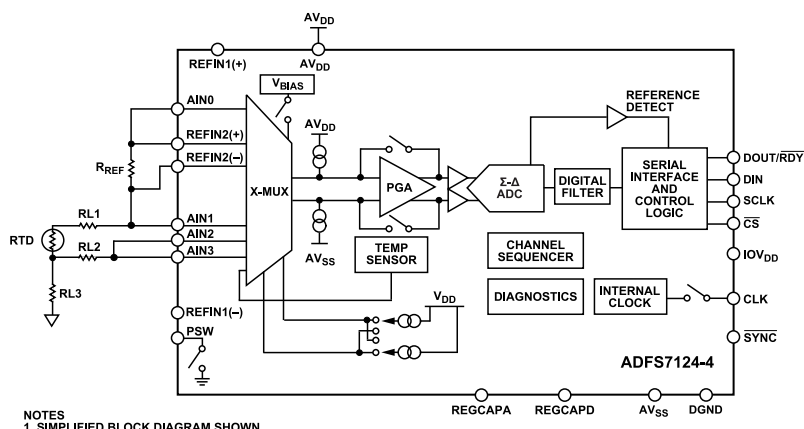 AVDD
REFIN1(+)
AVDD
VBIAS
AIN0
REFIN2(+)
REFIN2(–)
RREF
X-MUX
AVDD
PGA
Σ-Δ
ADC
REFERENCE
DETECT
DIGITAL
FILTER
SERIAL
INTERFACE
AND
CONTROL
LOGIC
DOUT/RDY
DIN
SCLK
CS
RL1
AIN1
RTD
RL2
AIN2
AIN3
AVSS
TEMP
SENSOR
CHANNEL
SEQUENCER
IOVDD
RL3
VDD
DIAGNOSTICS
INTERNAL
CLOCK
CLK
REFIN1(–)
PSW
SYNC
ADFS7124-4
REGCAPA
REGCAPD
AVSS
DGND
NOTES
1. SIMPLIFIED BLOCK DIAGRAM SHOWN.